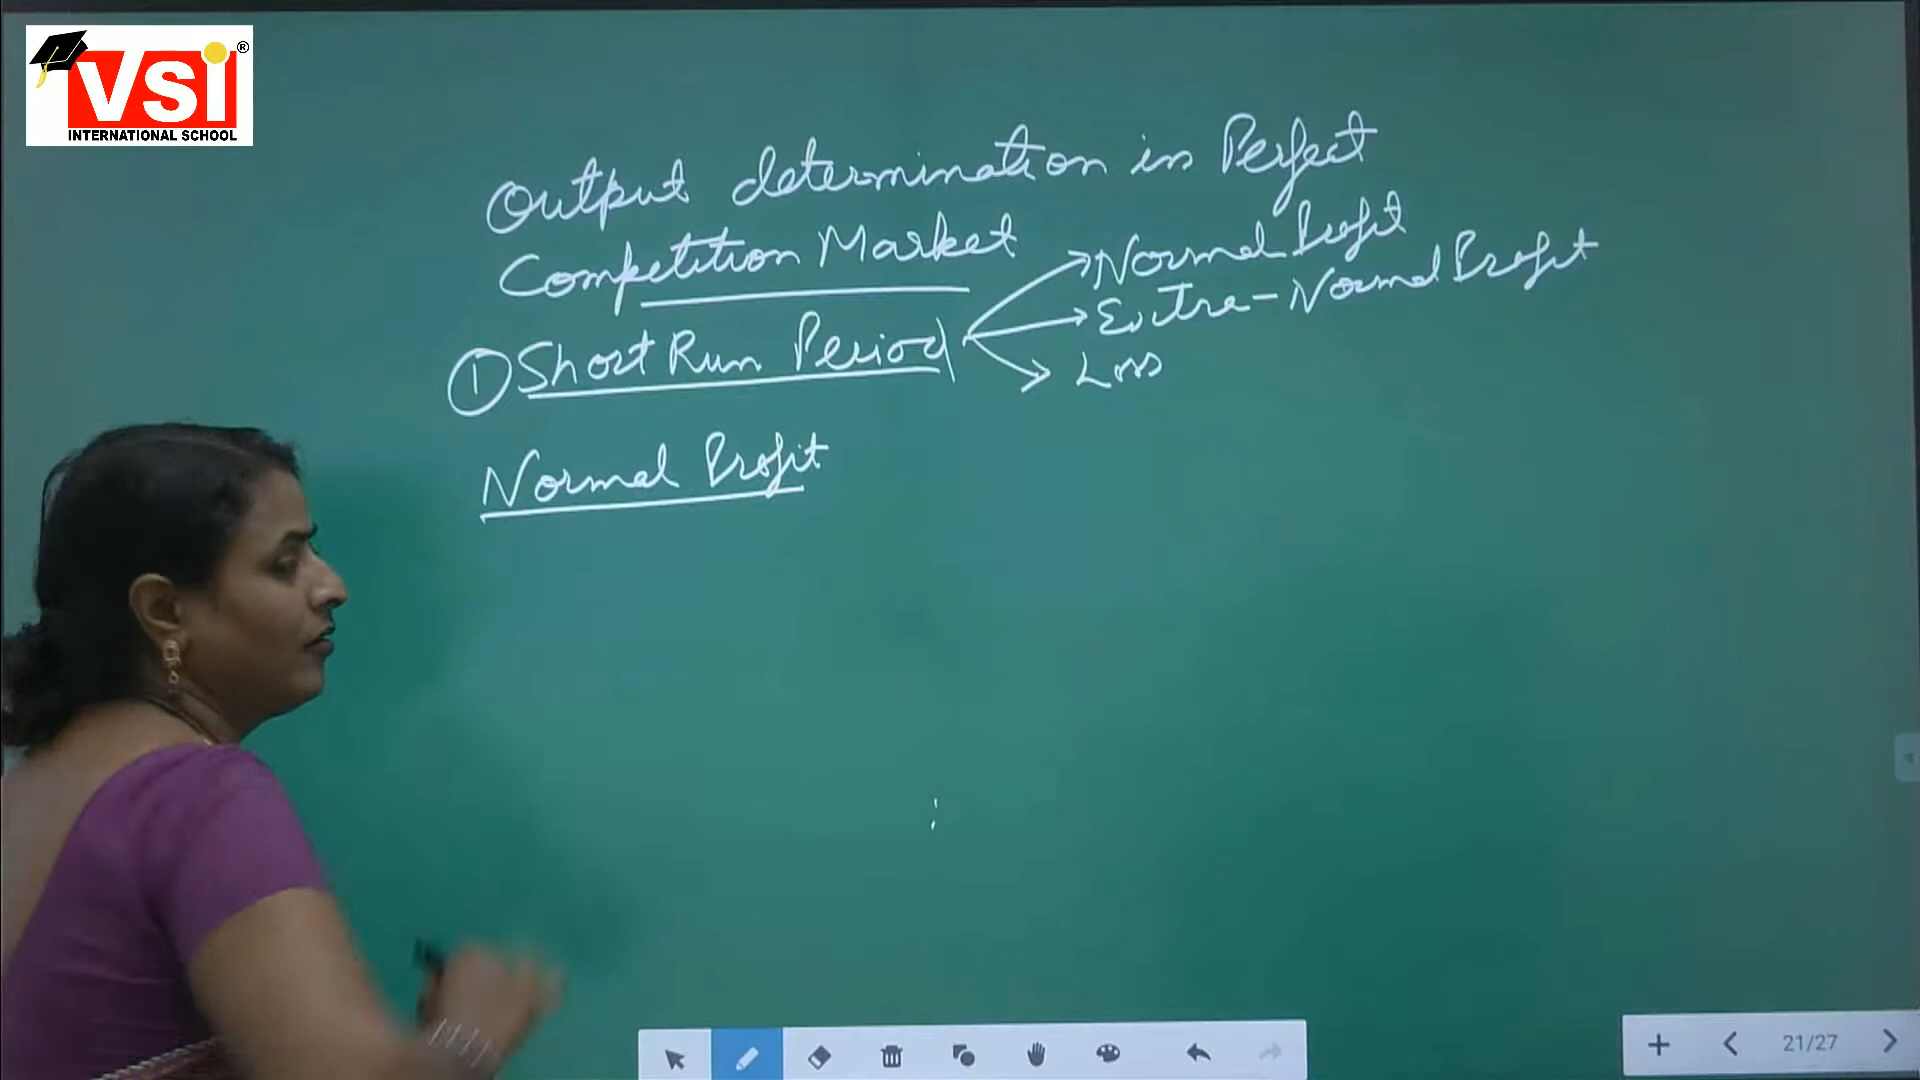 VSI
®
INTERNATIONAL SCHOOL
Output determination in Perfect
Competition Market
Normal Profit
Extra-Normal Profit
① Short Run Period
Loss
Normal Profit
21/27